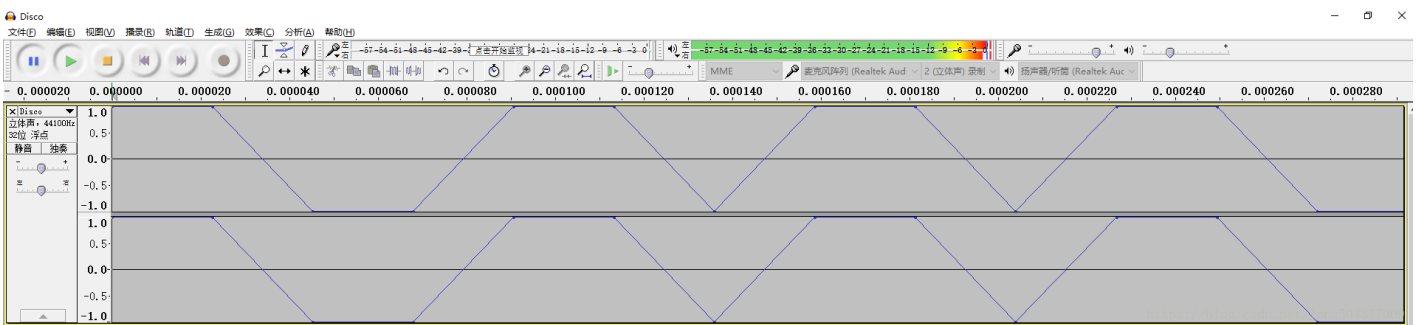 Disco
文件(F) 编辑(E) 视图(V) 播录(R) 轨道(T) 生成(G) 效果(C) 分析(A) 帮助(H)
左 右 -57-54-51-48-45-42-39- 点击开始监视 -21-18-15-12 -9 -6 -3 0
左 右 -57-54-51-48-45-42-39-36-33-30-27-24-21-18-15-12 -9 -6 -3 0
MME 麦克风阵列 (Realtek Aud 2 (立体声) 录制 扬声器/听筒 (Realtek Auc
- 0.000020 0.000000 0.000020 0.000040 0.000060 0.000080 0.000100 0.000120 0.000140 0.000160 0.000180 0.000200 0.000220 0.000240 0.000260 0.000280
Disco
立体声，44100Hz
32位 浮点
静音 独奏
- +
左 右
1.0
0.5
0.0
-0.5
-1.0
1.0
0.5
0.0
-0.5
-1.0